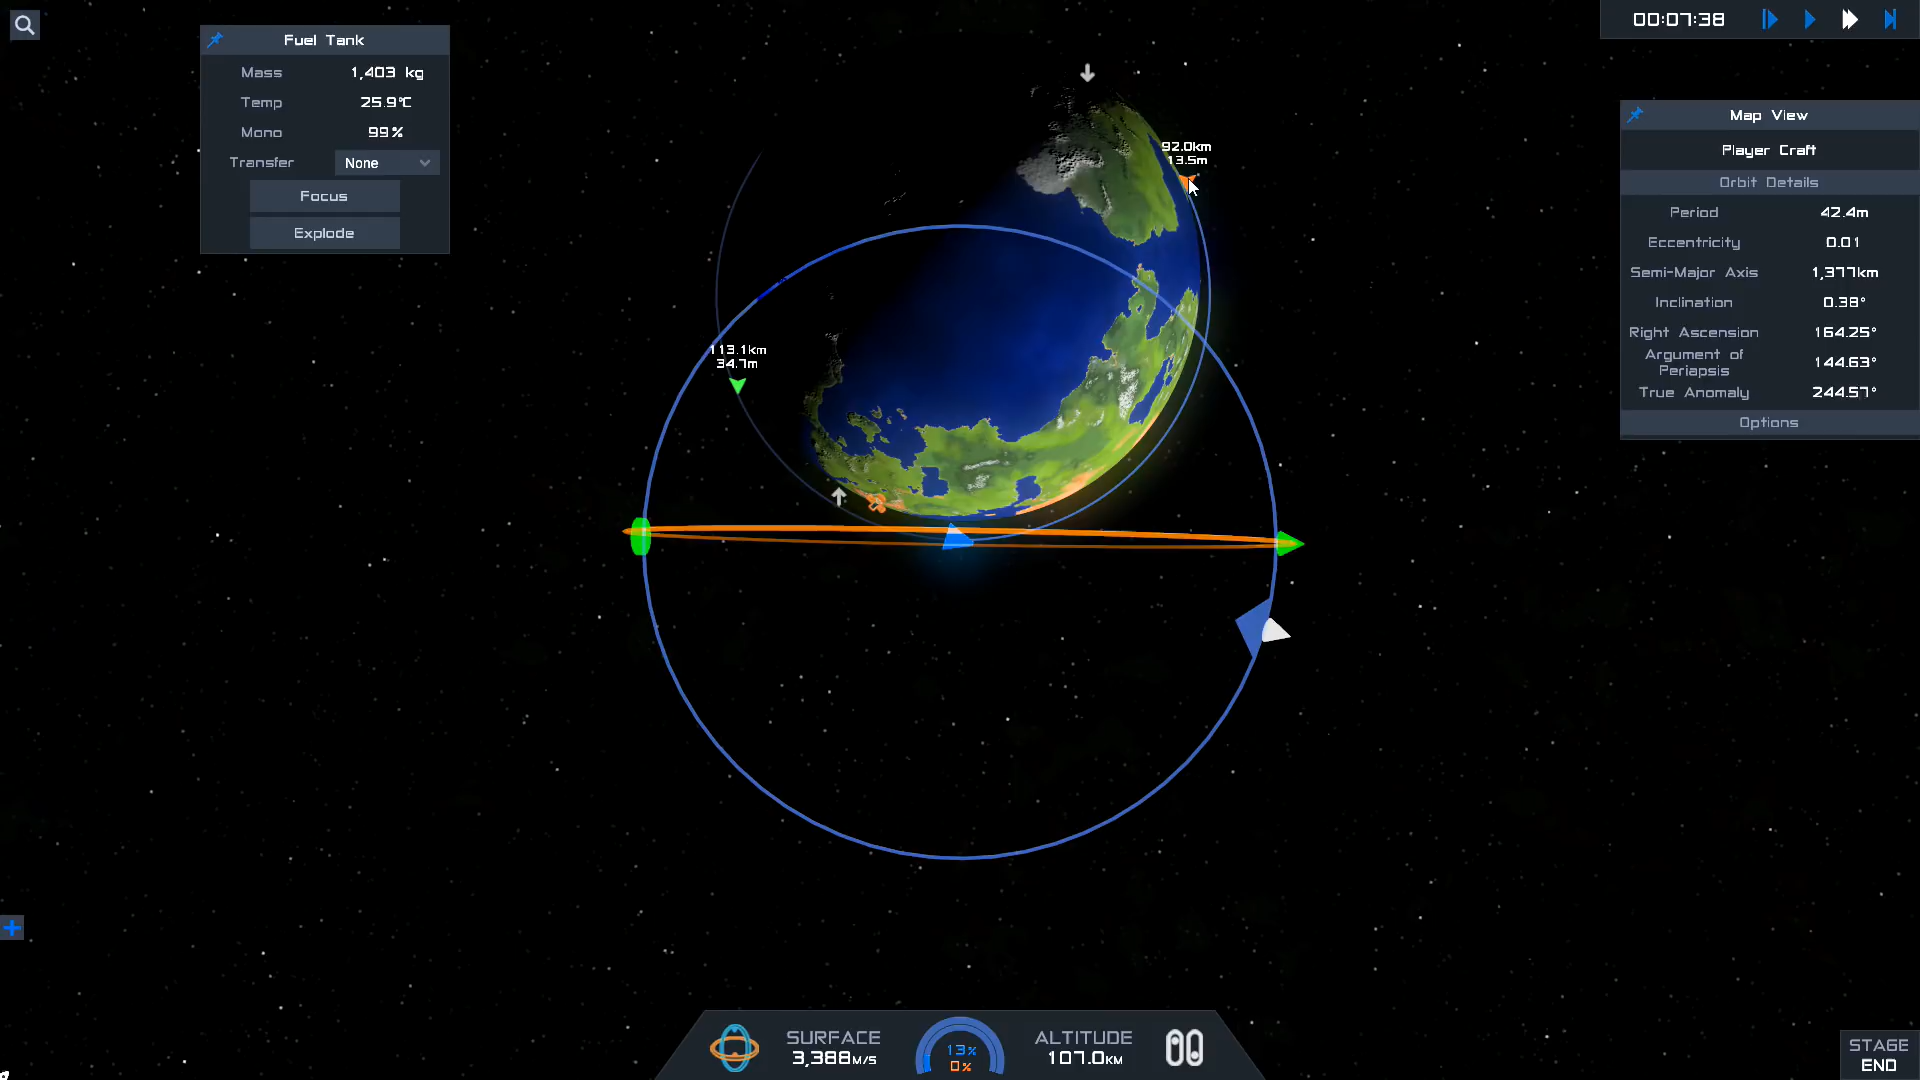 00:07:38
Fuel Tank
Mass 1,403 kg
Temp 25.9℃
Mono 99%
Transfer None
Focus
Explode
Map View
Player Craft
Orbit Details
Period 42.4m
Eccentricity 0.01
Semi-Major Axis 1,377km
Inclination 0.38°
Right Ascension 164.25°
Argument of
Periapsis 144.63°
True Anomaly 244.57°
Options
92.0km
13.5m
113.1km
34.7m
SURFACE
3,388M/S
13%
0%
ALTITUDE
107.0KM
STAGE
END